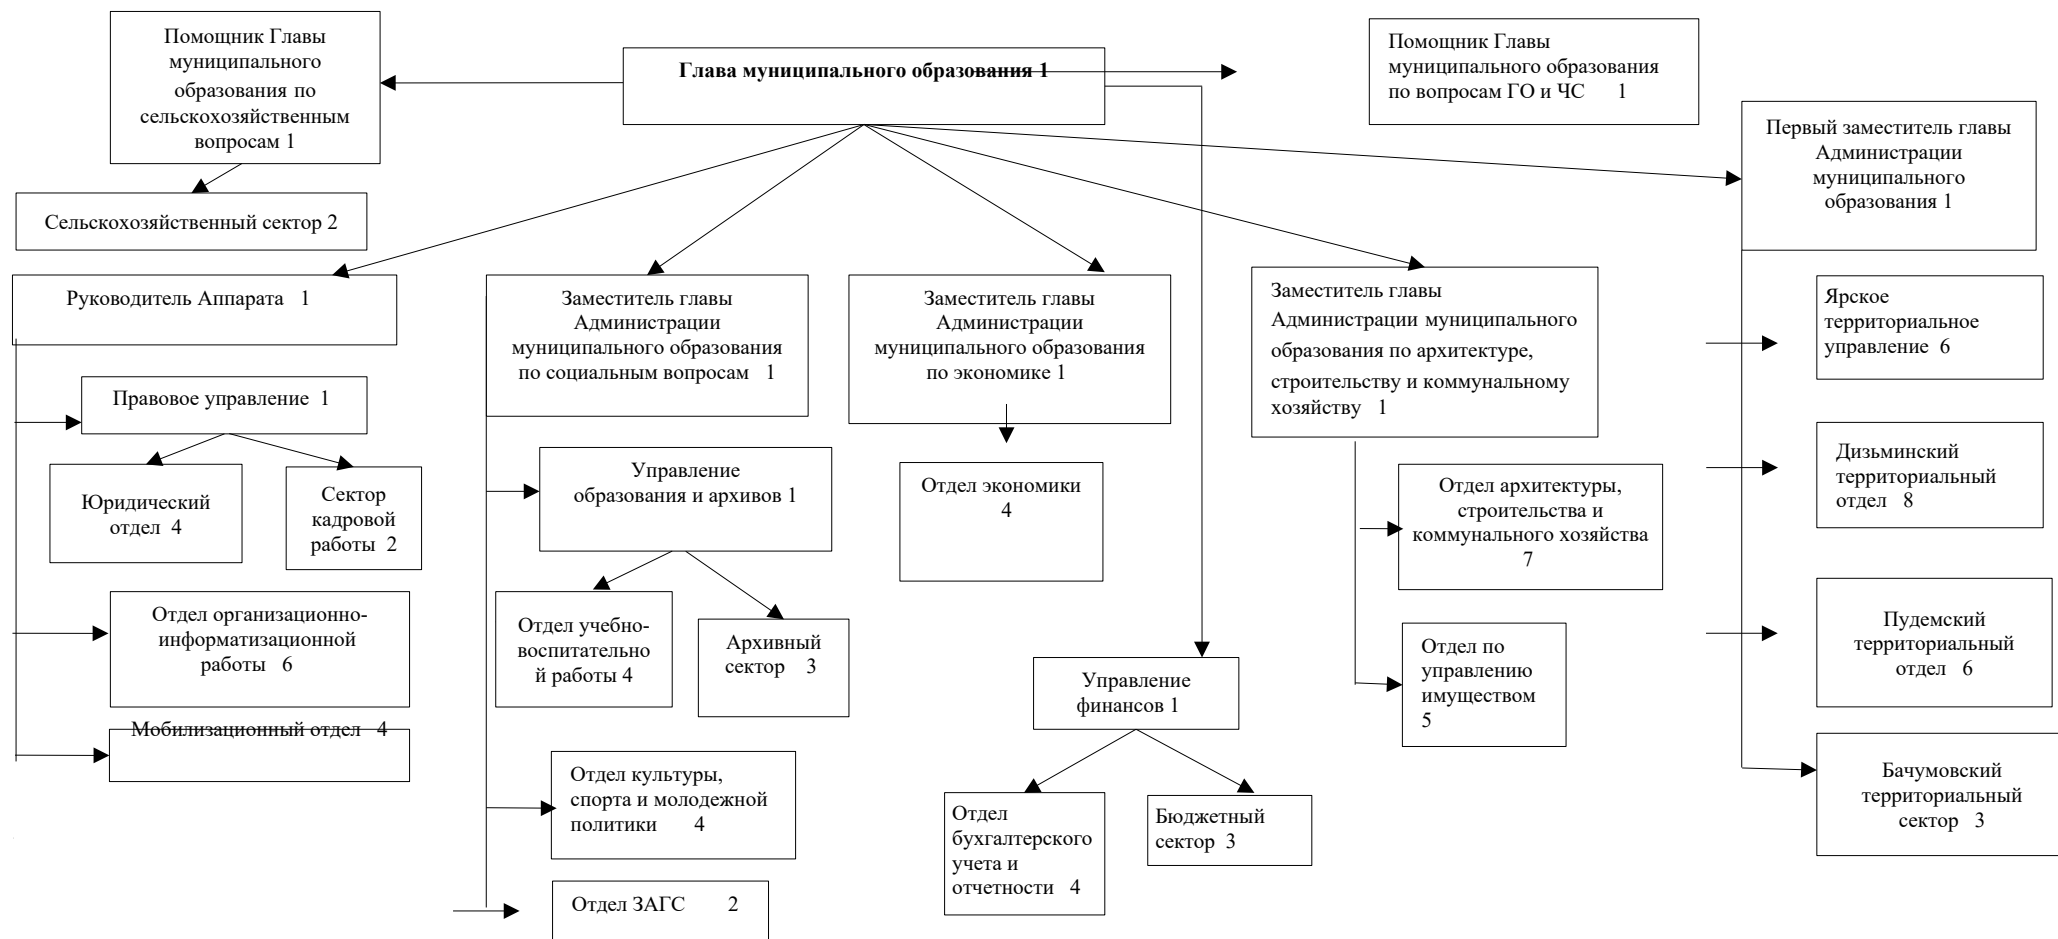 Помощник Главы
муниципального
образования по
сельскохозяйственным
вопросам 1
Глава муниципального образования 1
Помощник Главы
муниципального образования
по вопросам ГО и ЧС 1
Первый заместитель главы
Администрации
муниципального
образования 1
Сельскохозяйственный сектор 2
Руководитель Аппарата 1
Заместитель главы
Администрации
муниципального образования
по социальным вопросам 1
Заместитель главы
Администрации
муниципального образования
по экономике 1
Заместитель главы
Администрации муниципального
образования по архитектуре,
строительству и коммунальному
хозяйству 1
Ярское
территориальное
управление 6
Правовое управление 1
Юридический
отдел 4
Сектор
кадровой
работы 2
Управление
образования и архивов 1
Отдел экономики
4
Отдел архитектуры,
строительства и
коммунального хозяйства
7
Дизьминский
территориальный
отдел 8
Отдел организационно-
информатизационной
работы 6
Отдел учебно-
воспитательно
й работы 4
Архивный
сектор 3
Отдел по
управлению
имуществом
5
Пудемский
территориальный
отдел 6
Управление
финансов 1
Мобилизационный отдел 4
Отдел культуры,
спорта и молодежной
политики 4
Отдел
бухгалтерского
учета и
отчетности 4
Бюджетный
сектор 3
Бачумовский
территориальный
сектор 3
Отдел ЗАГС 2